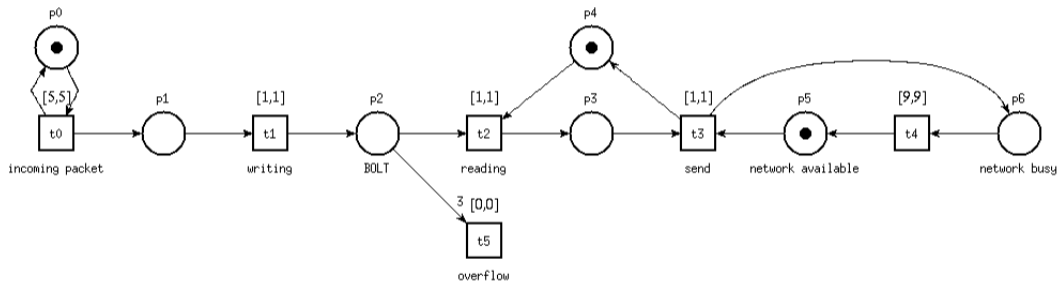 p0
p4
[5,5]
p1
[1,1]
p2
[1,1]
p3
[1,1]
p5
[9,9]
p6
t0
t1
t2
t3
t4
incoming packet
writing
BOLT
reading
send
network available
network busy
3
[0,0]
t5
overflow